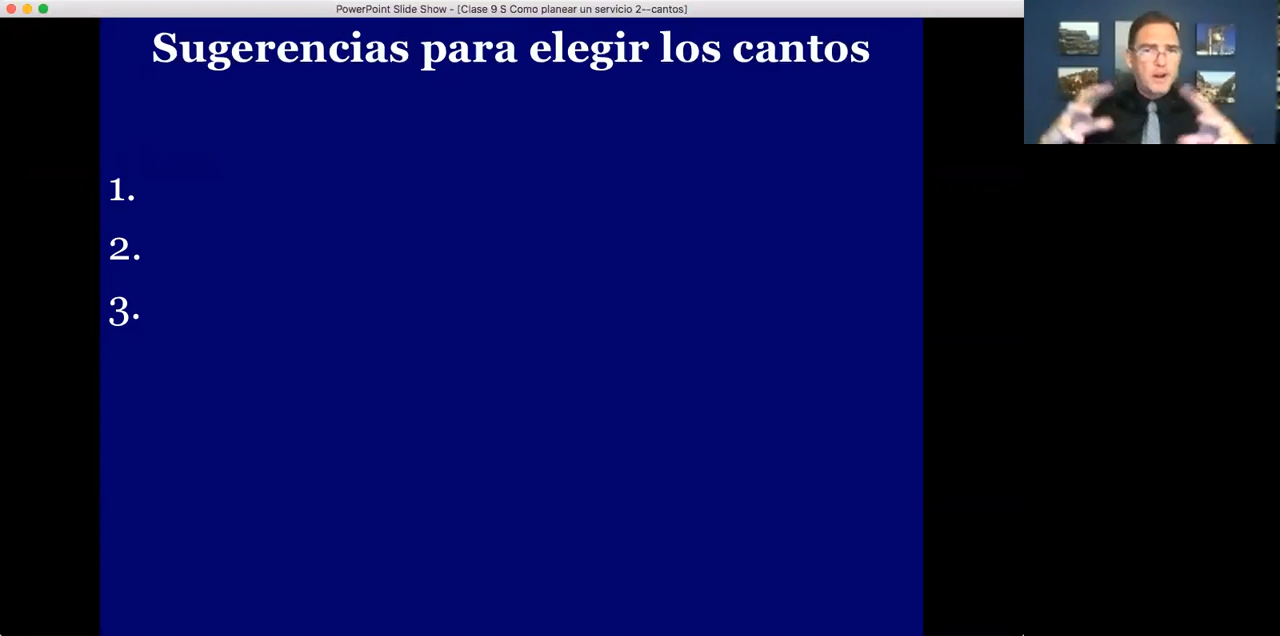 PowerPoint Slide Show - [Clase 9 S Como planear un servicio 2--cantos]
Sugerencias para elegir los cantos
1.
2.
3.